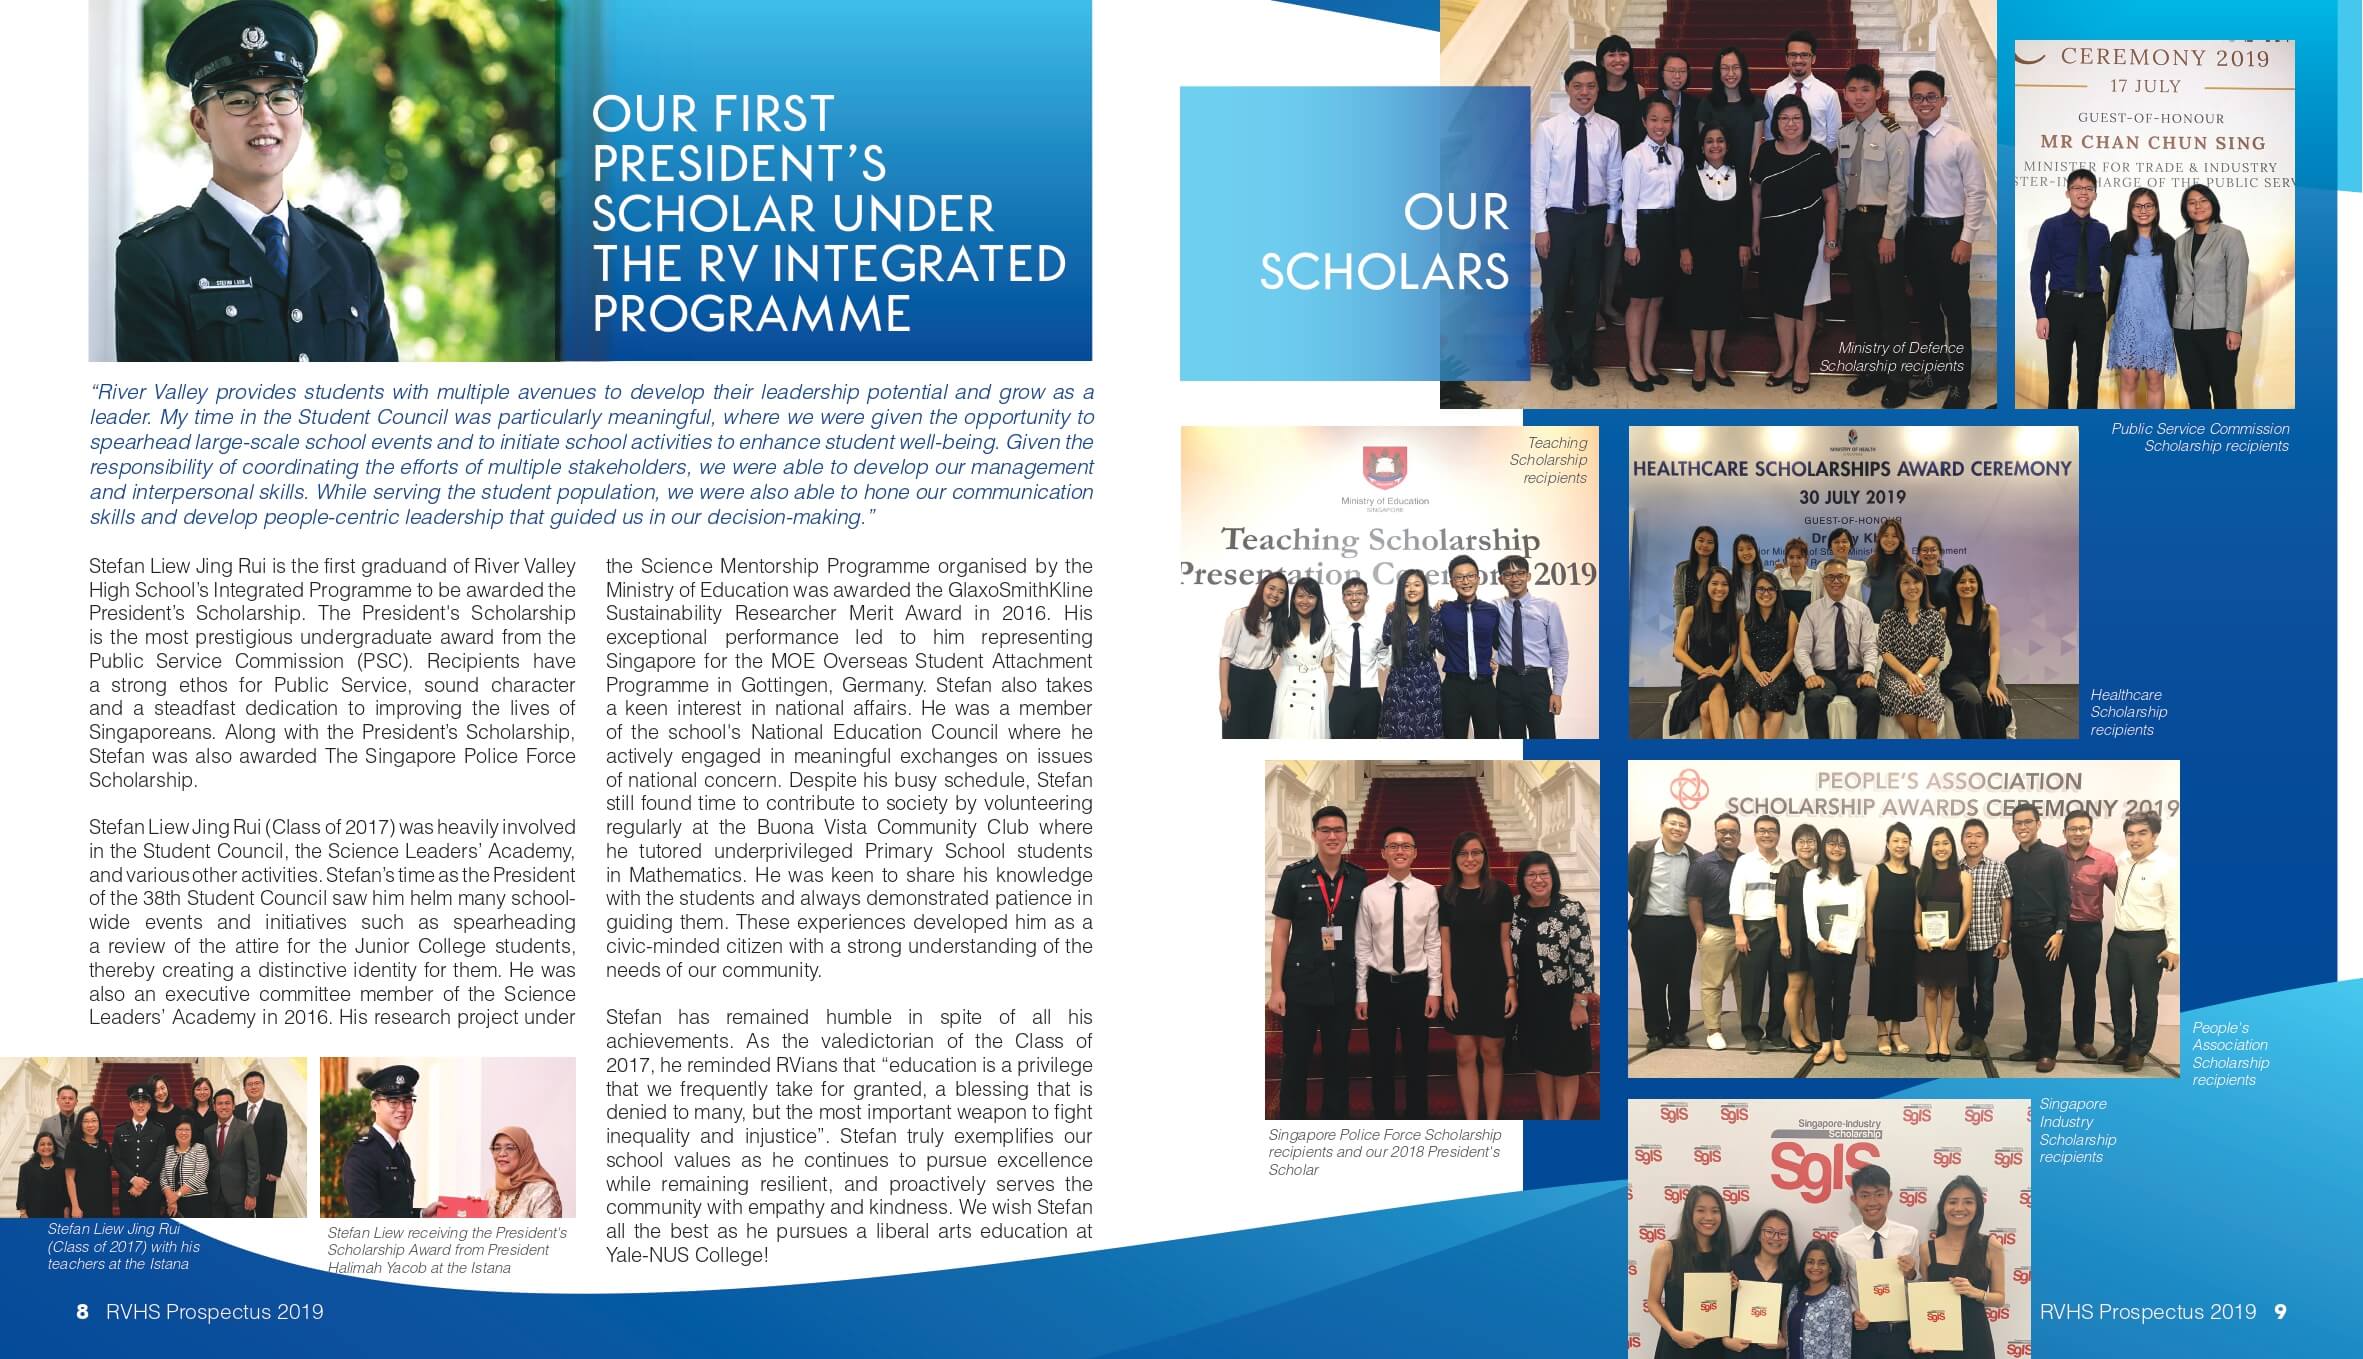 OUR FIRST
PRESIDENT’S
SCHOLAR UNDER
THE RV INTEGRATED
PROGRAMME
“River Valley provides students with multiple avenues to develop their leadership potential and grow as a
leader. My time in the Student Council was particularly meaningful, where we were given the opportunity to
spearhead large-scale school events and to initiate school activities to enhance student well-being. Given the
responsibility of coordinating the efforts of multiple stakeholders, we were able to develop our management
and interpersonal skills. While serving the student population, we were also able to hone our communication
skills and develop people-centric leadership that guided us in our decision-making.”
Stefan Liew Jing Rui is the first graduand of River Valley
High School’s Integrated Programme to be awarded the
President’s Scholarship. The President's Scholarship
is the most prestigious undergraduate award from the
Public Service Commission (PSC). Recipients have
a strong ethos for Public Service, sound character
and a steadfast dedication to improving the lives of
Singaporeans. Along with the President’s Scholarship,
Stefan was also awarded The Singapore Police Force
Scholarship.
Stefan Liew Jing Rui (Class of 2017) was heavily involved
in the Student Council, the Science Leaders’ Academy,
and various other activities. Stefan’s time as the President
of the 38th Student Council saw him helm many school-
wide events and initiatives such as spearheading
a review of the attire for the Junior College students,
thereby creating a distinctive identity for them. He was
also an executive committee member of the Science
Leaders’ Academy in 2016. His research project under
the Science Mentorship Programme organised by the
Ministry of Education was awarded the GlaxoSmithKline
Sustainability Researcher Merit Award in 2016. His
exceptional performance led to him representing
Singapore for the MOE Overseas Student Attachment
Programme in Gottingen, Germany. Stefan also takes
a keen interest in national affairs. He was a member
of the school's National Education Council where he
actively engaged in meaningful exchanges on issues
of national concern. Despite his busy schedule, Stefan
still found time to contribute to society by volunteering
regularly at the Buona Vista Community Club where
he tutored underprivileged Primary School students
in Mathematics. He was keen to share his knowledge
with the students and always demonstrated patience in
guiding them. These experiences developed him as a
civic-minded citizen with a strong understanding of the
needs of our community.
Stefan has remained humble in spite of all his
achievements. As the valedictorian of the Class of
2017, he reminded RVians that “education is a privilege
that we frequently take for granted, a blessing that is
denied to many, but the most important weapon to fight
inequality and injustice”. Stefan truly exemplifies our
school values as he continues to pursue excellence
while remaining resilient, and proactively serves the
community with empathy and kindness. We wish Stefan
all the best as he pursues a liberal arts education at
Yale-NUS College!
Stefan Liew Jing Rui
(Class of 2017) with his
teachers at the Istana
Stefan Liew receiving the President's
Scholarship Award from President
Halimah Yacob at the Istana
8 RVHS Prospectus 2019
OUR
SCHOLARS
Ministry of Defence
Scholarship recipients
CEREMONY 2019
17 JULY
GUEST-OF-HONOUR
MR CHAN CHUN SING
MINISTER FOR TRADE & INDUSTRY
OF THE PUBLIC
Public Service Commission
Scholarship recipients
Teaching
Scholarship
recipients
Ministry of Education
SINGAPORE
Teaching Scholarship
2019
MINISTRY OF HEALTH
HEALTHCARE SCHOLARSHIPS AWARD CEREMONY
30 JULY 2019
GUEST-OF-HONOUR
Healthcare
Scholarship
recipients
Singapore Police Force Scholarship
recipients and our 2018 President's
Scholar
PEOPLE’S ASSOCIATION
SCHOLARSHIP AWARDS CEREMONY 2019
People's
Association
Scholarship
recipients
Singapore
Industry
Scholarship
recipients
Singapore-Industry
Scholarship
SgIS
RVHS Prospectus 2019 9